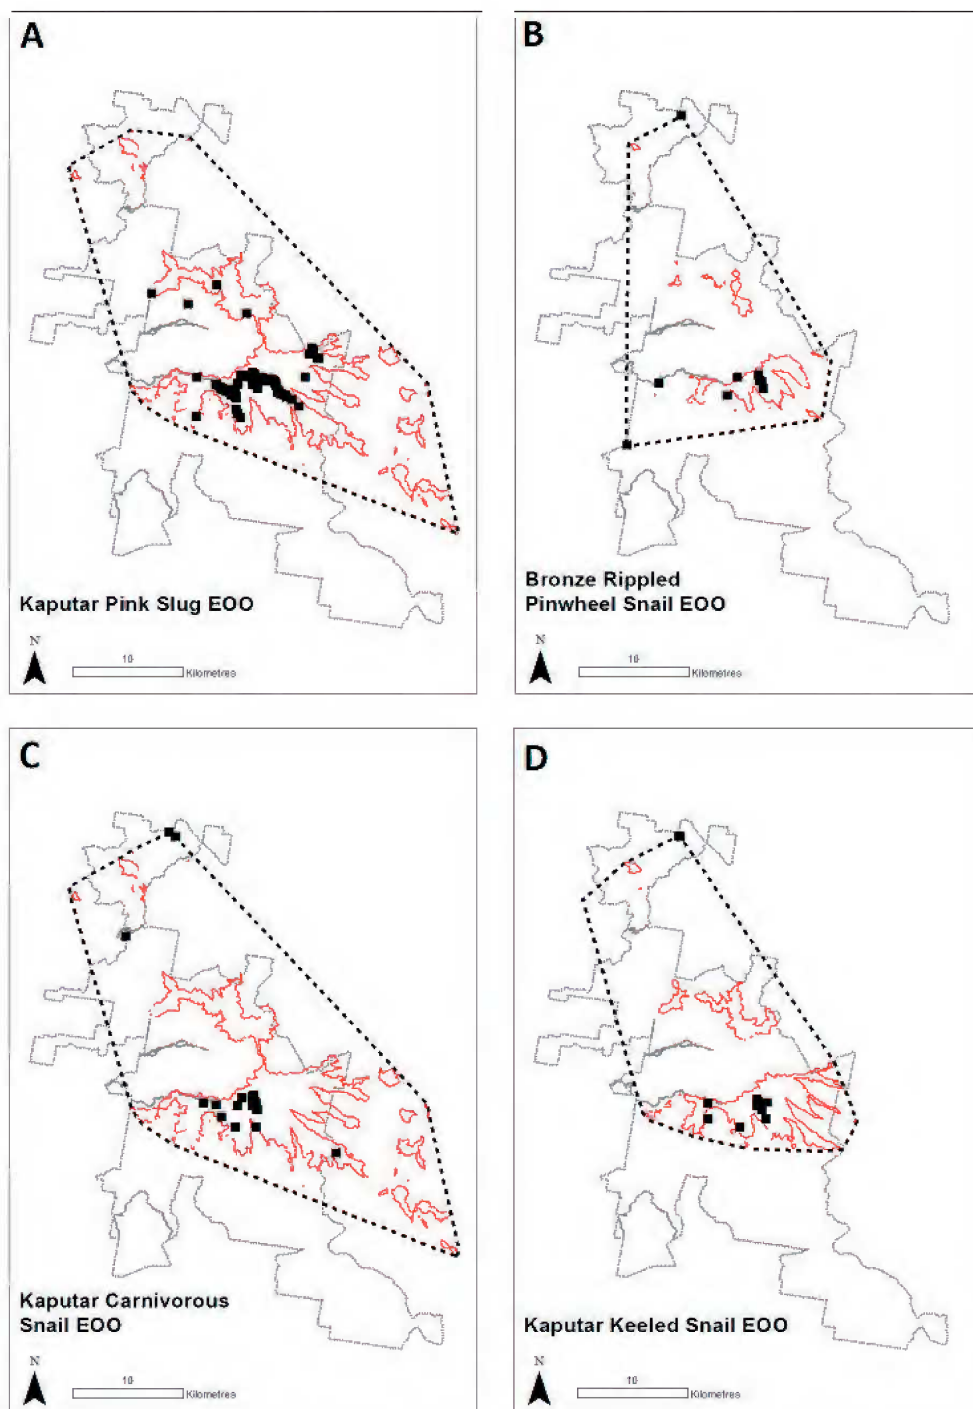 A
Kaputar Pink Slug EOO
N
10
Kilometres
B
Bronze Rippled
Pinwheel Snail EOO
N
10
Kilometres
C
Kaputar Carnivorous
Snail EOO
N
10
Kilometres
D
Kaputar Keeled Snail EOO
N
10
Kilometres